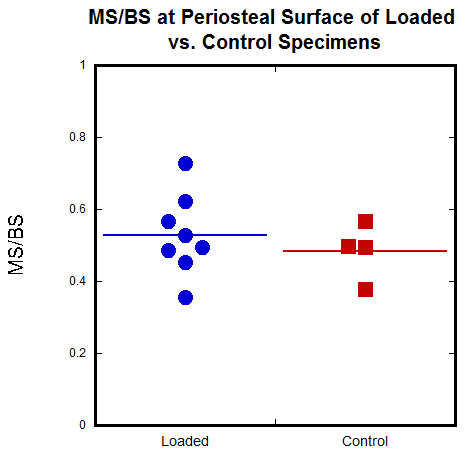 MS/BS at Periosteal Surface of Loaded
vs. Control Specimens
1
0.8
0.6
0.4
0.2
0
MS/BS
Loaded
Control